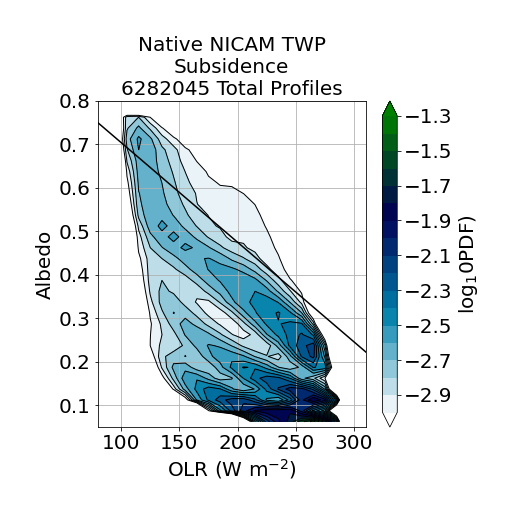 Native NICAM TWP
Subsidence
6282045 Total Profiles
0.8
0.7
0.6
0.5
0.4
0.3
0.2
0.1
Albedo
100 150 200 250 300
OLR (W m⁻²)
−1.3
−1.5
−1.7
−1.9
−2.1
−2.3
−2.5
−2.7
−2.9
log₁0PDF)